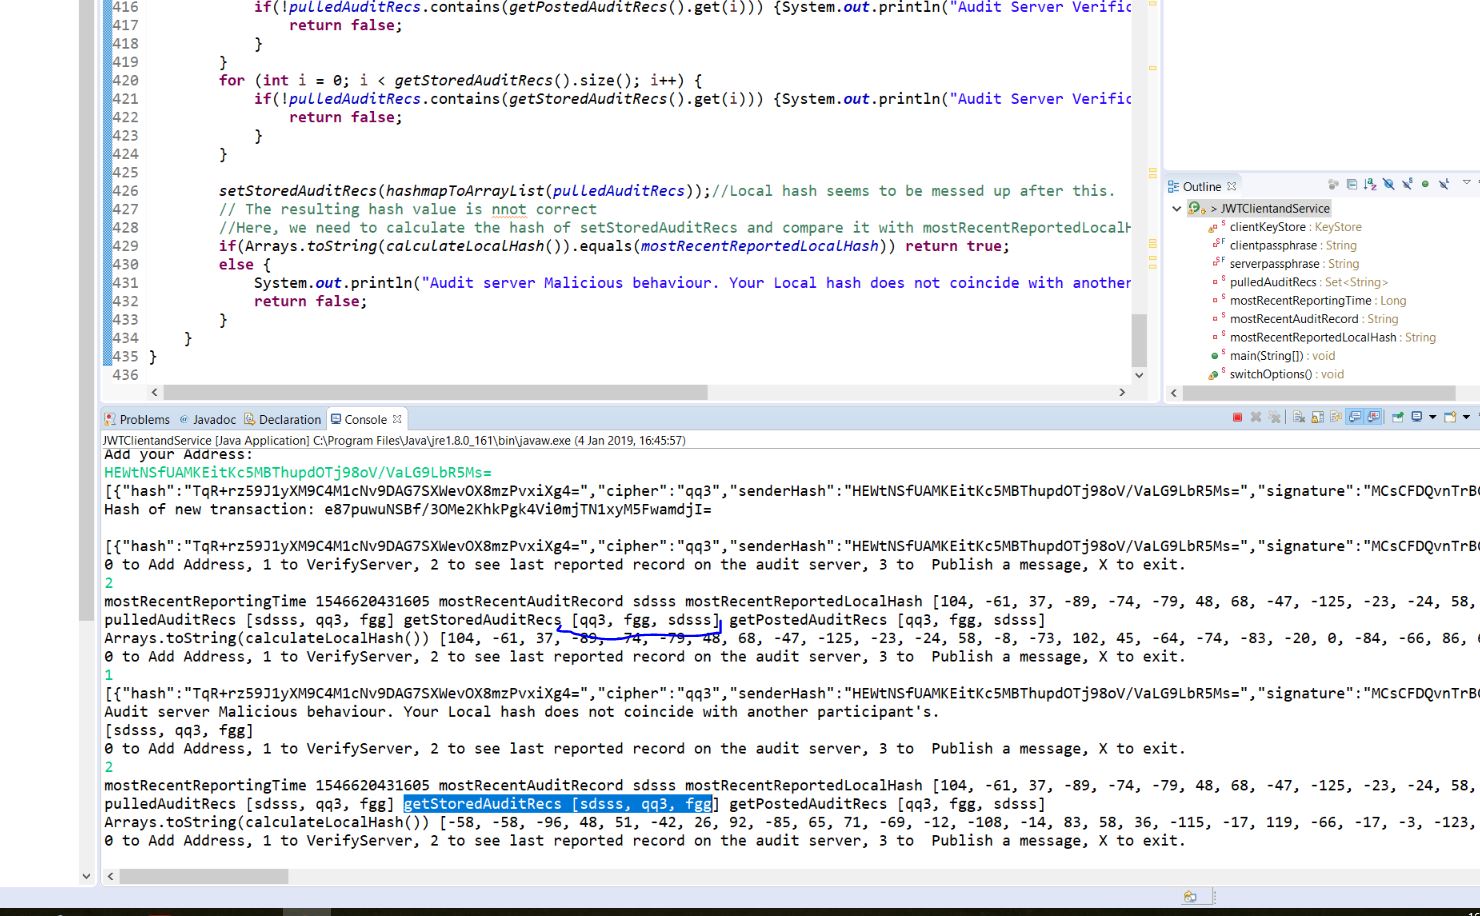 416 if(!pulledAuditRecs.contains(getPostedAuditRecs().get(i))) {System.out.println("Audit Server Verific
417 return false;
418 }
419 }
420 for (int i = 0; i < getStoredAuditRecs().size(); i++) {
421 if(!pulledAuditRecs.contains(getStoredAuditRecs().get(i))) {System.out.println("Audit Server Verific
422 return false;
423 }
424 }
425
426 setStoredAuditRecs(hashmapToArrayList(pulledAuditRecs));//Local hash seems to be messed up after this.
427 // The resulting hash value is nnot correct
428 //Here, we need to calculate the hash of setStoredAuditRecs and compare it with mostRecentReportedLocalH
429 if(Arrays.toString(calculateLocalHash()).equals(mostRecentReportedLocalHash)) return true;
430 else {
431 System.out.println("Audit server Malicious behaviour. Your Local hash does not coincide with another
432 return false;
433 }
434 }
435 }
436
Outline
> JWTClientandService
clientKeyStore : KeyStore
clientpassphrase : String
serverpassphrase : String
pulledAuditRecs : Set<String>
mostRecentReportingTime : Long
mostRecentAuditRecord : String
mostRecentReportedLocalHash : String
main(String[]) : void
switchOptions() : void
Problems @ Javadoc Declaration Console
JWTClientandService [Java Application] C:\Program Files\Java\jre1.8.0_161\bin\javaw.exe (4 Jan 2019, 16:45:57)
Add your Address:
HEWtNSfUAMKEitKc5MBThupdOTj98oV/VaLG9LbR5Ms=
[{"hash":"TqR+rz59J1yXM9C4M1cNv9DAG7SXWevOX8mzPvxiXg4=","cipher":"qq3","senderHash":"HEWtNSfUAMKEitKc5MBThupdOTj98oV/VaLG9LbR5Ms=","signature":"MCsCFDQvnTrB
Hash of new transaction: e87puwuNSBf/3OMe2KhkPgk4Vi0mjTN1xyM5FwamdjI=
[{"hash":"TqR+rz59J1yXM9C4M1cNv9DAG7SXWevOX8mzPvxiXg4=","cipher":"qq3","senderHash":"HEWtNSfUAMKEitKc5MBThupdOTj98oV/VaLG9LbR5Ms=","signature":"MCsCFDQvnTrB
0 to Add Address, 1 to VerifyServer, 2 to see last reported record on the audit server, 3 to  Publish a message, X to exit.
2
mostRecentReportingTime 1546620431605 mostRecentAuditRecord sdsss mostRecentReportedLocalHash [104, -61, 37, -89, -74, -79, 48, 68, -47, -125, -23, -24, 58,
pulledAuditRecs [sdsss, qq3, fgg] getStoredAuditRecs [qq3, fgg, sdsss] getPostedAuditRecs [qq3, fgg, sdsss]
Arrays.toString(calculateLocalHash()) [104, -61, 37, -89, -74, -79, 48, 68, -47, -125, -23, -24, 58, -8, -73, 102, 45, -64, -74, -83, -20, 0, -84, -66, 86, 6
0 to Add Address, 1 to VerifyServer, 2 to see last reported record on the audit server, 3 to  Publish a message, X to exit.
1
[{"hash":"TqR+rz59J1yXM9C4M1cNv9DAG7SXWevOX8mzPvxiXg4=","cipher":"qq3","senderHash":"HEWtNSfUAMKEitKc5MBThupdOTj98oV/VaLG9LbR5Ms=","signature":"MCsCFDQvnTrB
Audit server Malicious behaviour. Your Local hash does not coincide with another participant's.
[sdsss, qq3, fgg]
0 to Add Address, 1 to VerifyServer, 2 to see last reported record on the audit server, 3 to  Publish a message, X to exit.
2
mostRecentReportingTime 1546620431605 mostRecentAuditRecord sdsss mostRecentReportedLocalHash [104, -61, 37, -89, -74, -79, 48, 68, -47, -125, -23, -24, 58,
pulledAuditRecs [sdsss, qq3, fgg] getStoredAuditRecs [sdsss, qq3, fgg] getPostedAuditRecs [qq3, fgg, sdsss]
Arrays.toString(calculateLocalHash()) [-58, -58, -96, 48, 51, -42, 26, 92, -85, 65, 71, -69, -12, -108, -14, 83, 58, 36, -115, -17, 119, -66, -17, -3, -123,
0 to Add Address, 1 to VerifyServer, 2 to see last reported record on the audit server, 3 to  Publish a message, X to exit.